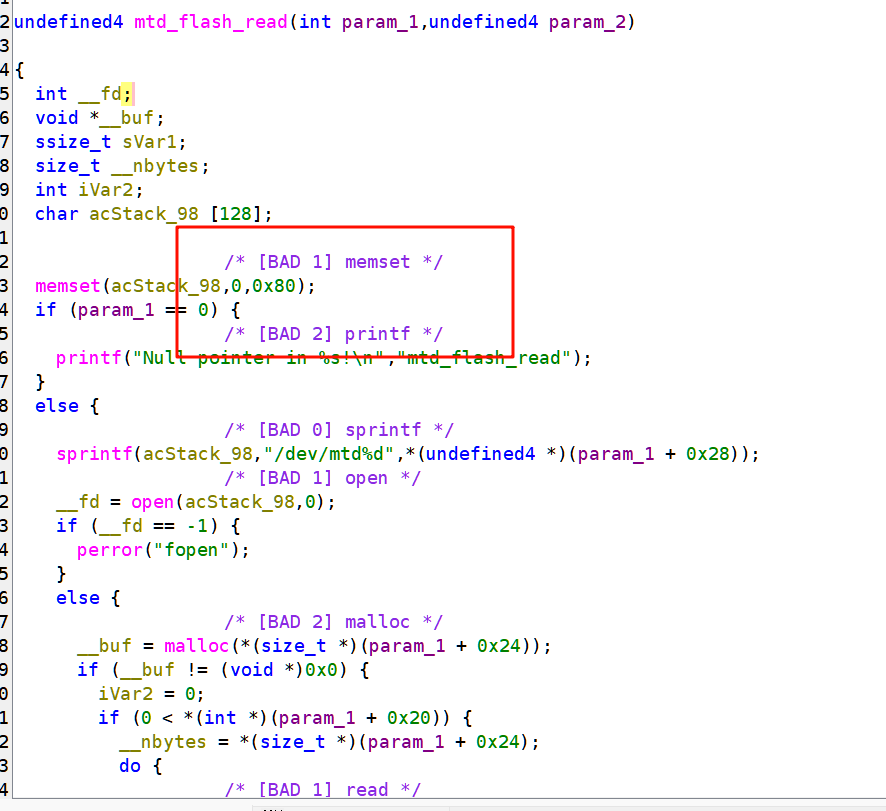 2undefined4 mtd_flash_read(int param_1,undefined4 param_2)
3
4{
5  int __fd;
6  void *__buf;
7  ssize_t sVar1;
8  size_t __nbytes;
9  int iVar2;
0  char acStack_98 [128];
1
2                    /* [BAD 1] memset */
3  memset(acStack_98,0,0x80);
4  if (param_1 == 0) {
5                    /* [BAD 2] printf */
6    printf("Null pointer in %s!\n","mtd_flash_read");
7  }
8  else {
9                    /* [BAD 0] sprintf */
0    sprintf(acStack_98,"/dev/mtd%d",*(undefined4 *)(param_1 + 0x28));
1                    /* [BAD 1] open */
2    __fd = open(acStack_98,0);
3    if (__fd == -1) {
4      perror("fopen");
5    }
6    else {
7                    /* [BAD 2] malloc */
8      __buf = malloc(*(size_t *)(param_1 + 0x24));
9      if (__buf != (void *)0x0) {
0        iVar2 = 0;
1        if (0 < *(int *)(param_1 + 0x20)) {
2          __nbytes = *(size_t *)(param_1 + 0x24);
3          do {
4                    /* [BAD 1] read */